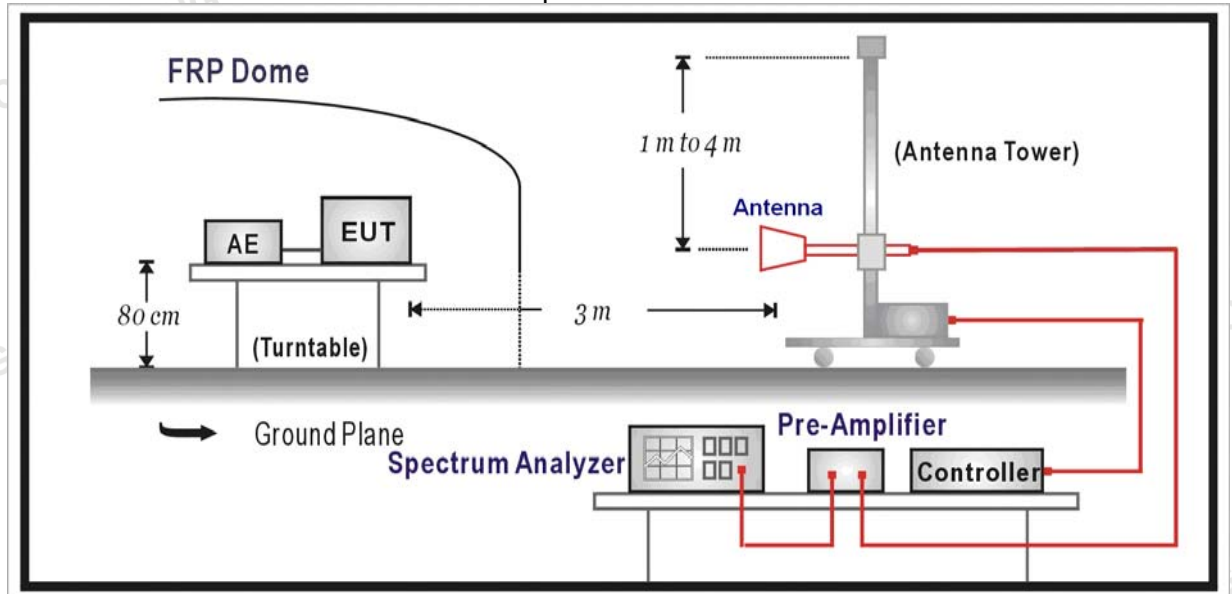 FRP Dome
1 m to 4 m
(Antenna Tower)
Antenna
AE
EUT
80 cm
3 m
(Turntable)
Ground Plane
Pre-Amplifier
Spectrum Analyzer
Controller